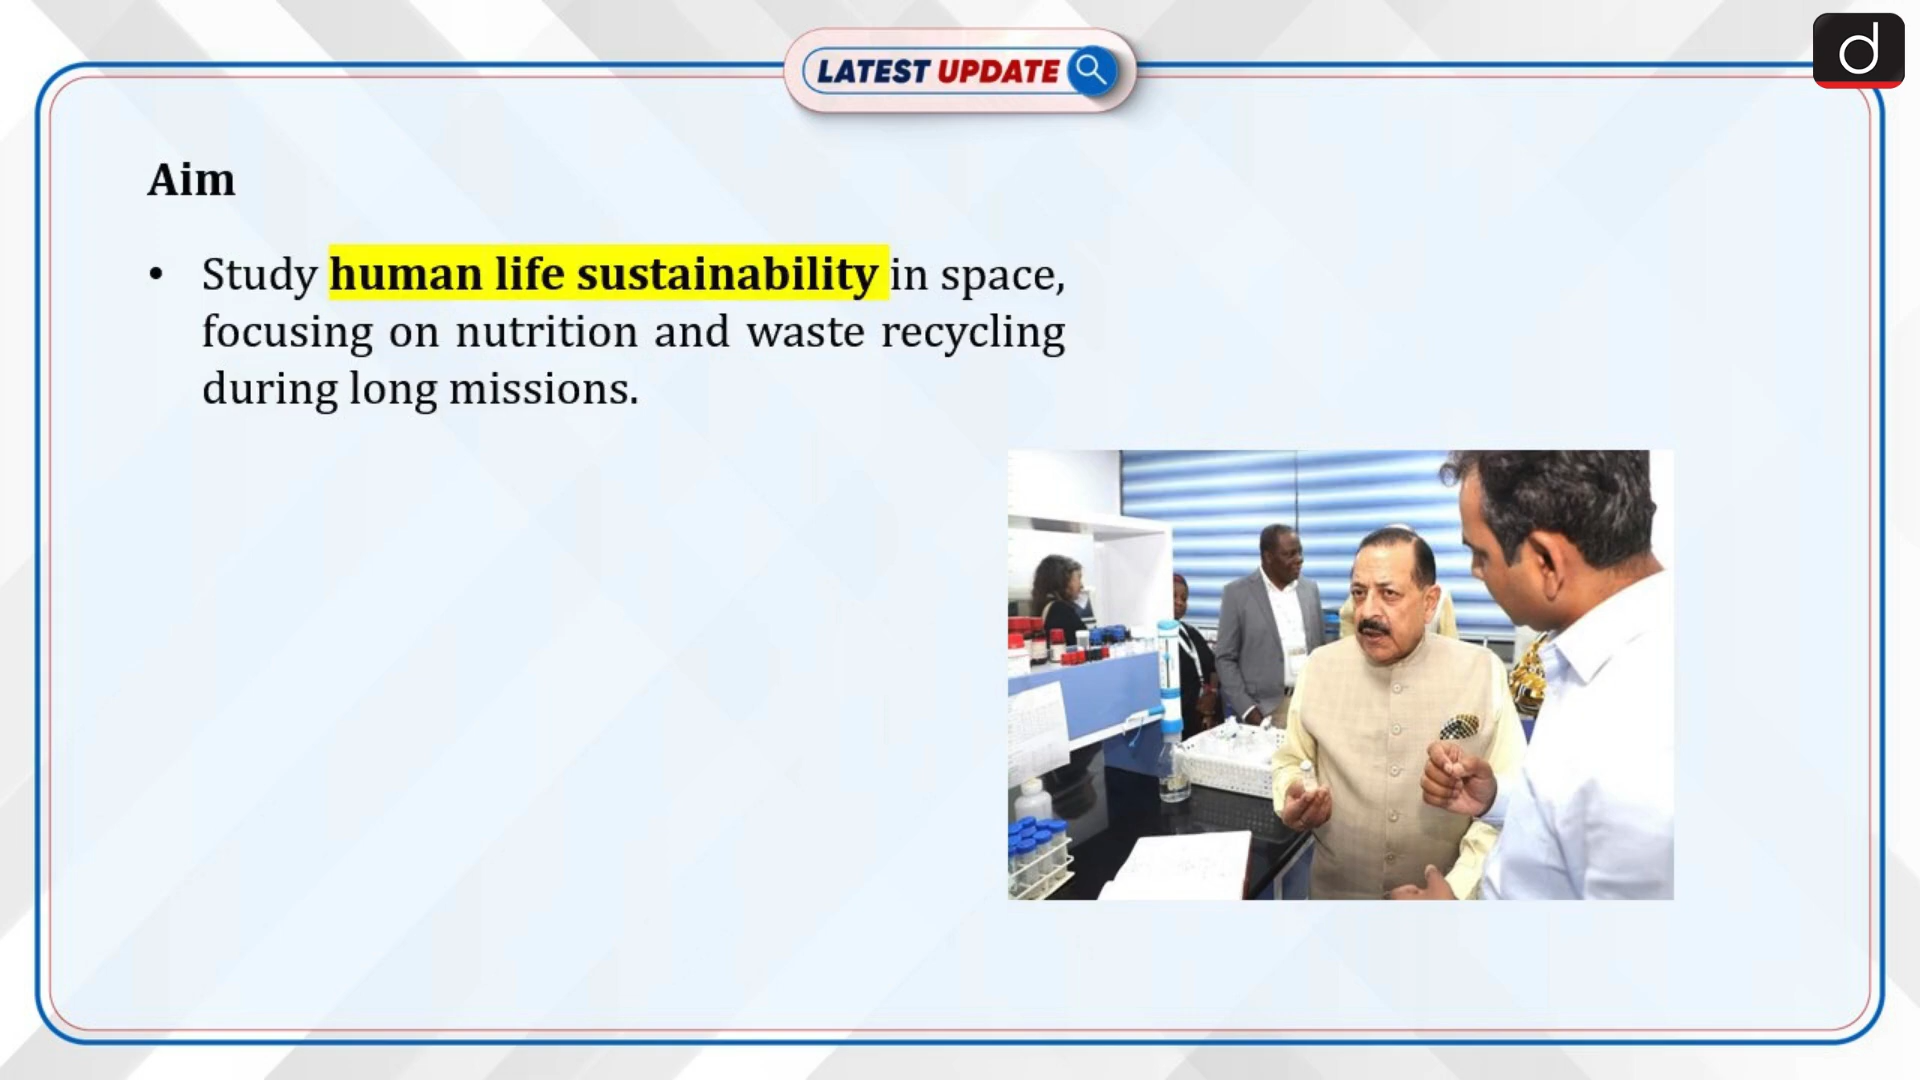 LATEST UPDATE
d
Aim
• Study human life sustainability in space,
focusing on nutrition and waste recycling
during long missions.